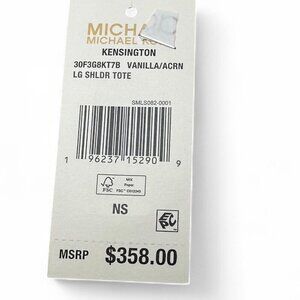 MICHA
MICHAEL KO
KENSINGTON
30F3G8KT7B VANILLA/ACRN
LG SHLDR TOTE
SMLS082-0001
1 96237 15290 9
FSC
MIX
Paper
NS
EPC
MSRP $358.00